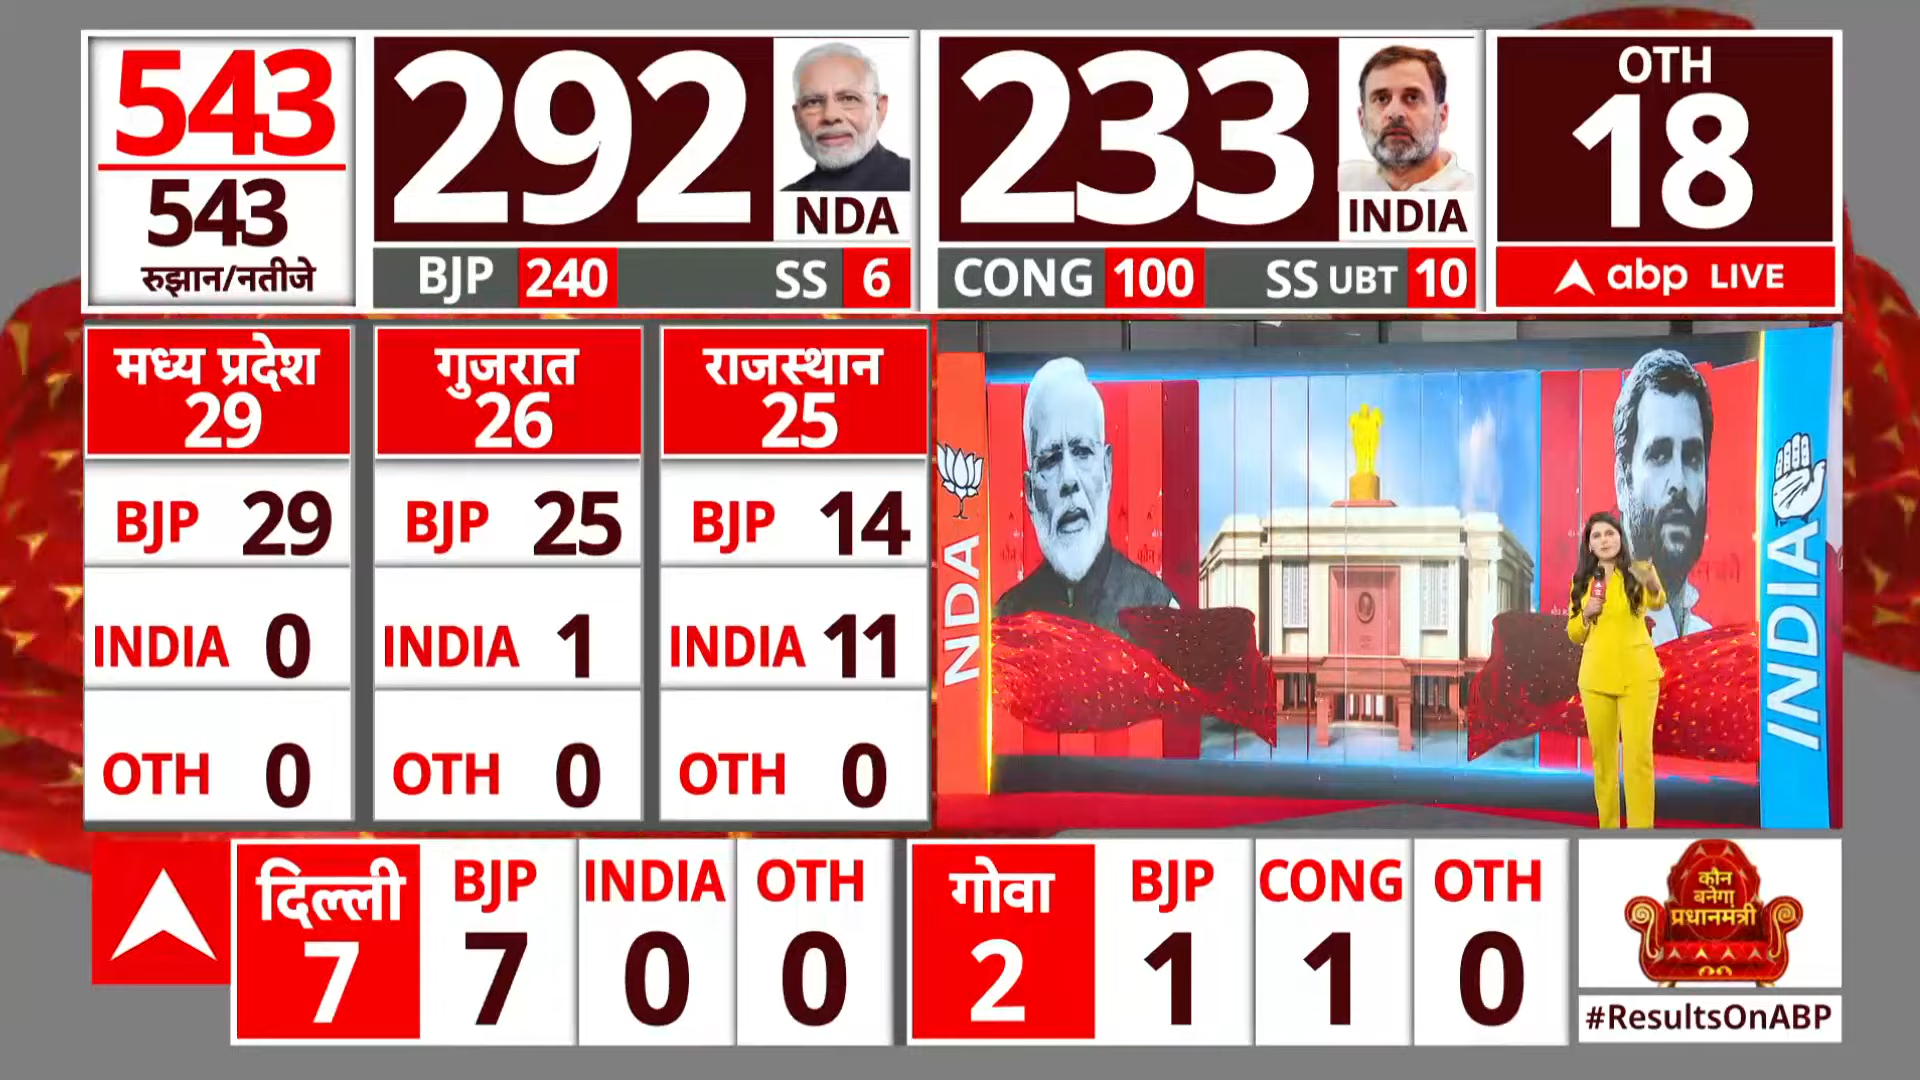 543
543
रुझान/नतीजे
292
NDA
BJP 240 SS 6
233
INDIA
CONG 100 SS UBT 10
OTH
18
abp LIVE
मध्य प्रदेश
29
BJP 29
INDIA 0
OTH 0
गुजरात
26
BJP 25
INDIA 1
OTH 0
राजस्थान
25
BJP 14
INDIA 11
OTH 0
NDA
INDIA
दिल्ली
7
BJP
7
INDIA
0
OTH
0
गोवा
2
BJP
1
CONG
1
OTH
0
कौन
बनेगा
प्रधानमंत्री
#ResultsOnABP